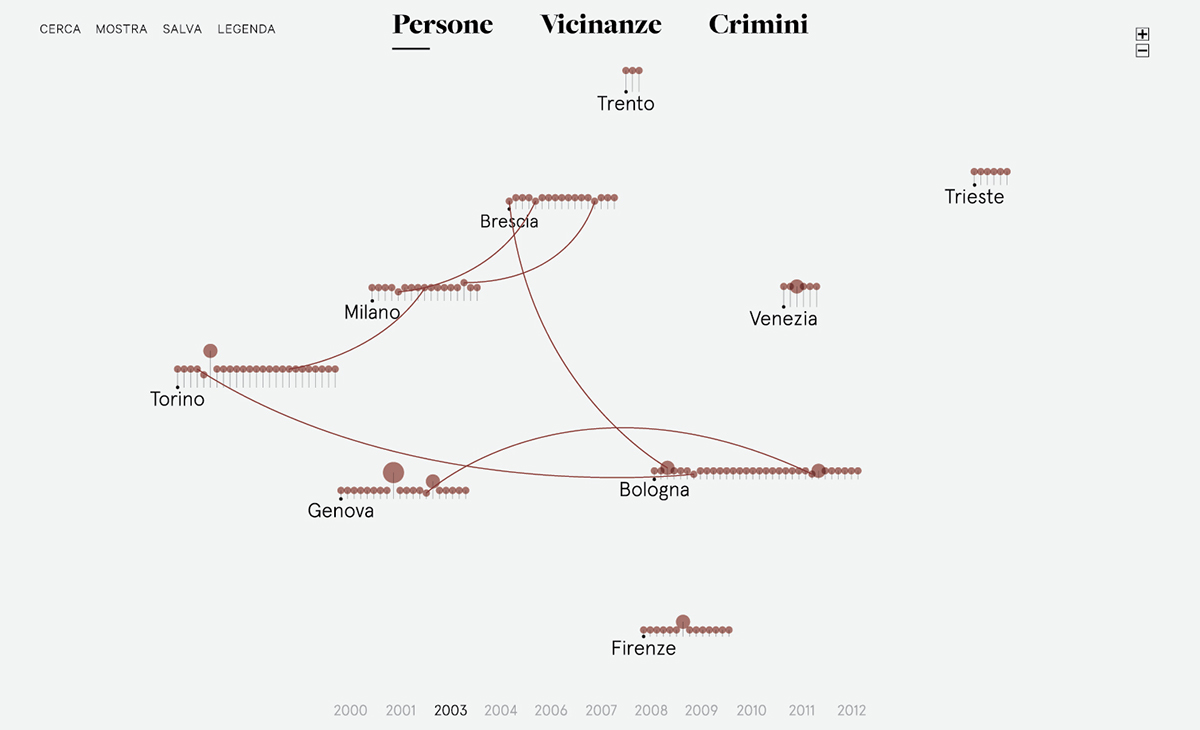 CERCA MOSTRA SALVA LEGENDA
Persone Vicinanze Crimini
Trento
Trieste
Brescia
Milano
Venezia
Torino
Bologna
Genova
Firenze
2000 2001 2003 2004 2006 2007 2008 2009 2010 2011 2012